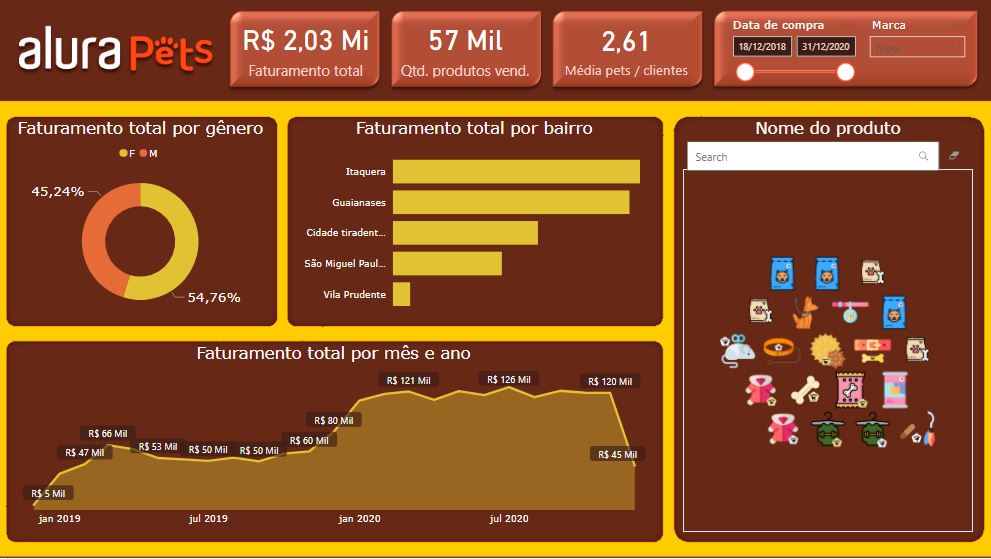 alura Pets
R$ 2,03 Mi
Faturamento total
57 Mil
Qtd. produtos vend.
2,61
Média pets / clientes
Data de compra
18/12/2018
31/12/2020
Marca
Todos
Faturamento total por gênero
F
M
45,24%
54,76%
Faturamento total por bairro
Itaquera
Guaianases
Cidade tiradent...
São Miguel Paul...
Vila Prudente
Nome do produto
Search
Faturamento total por mês e ano
R$ 5 Mil
R$ 47 Mil
R$ 66 Mil
R$ 53 Mil
R$ 50 Mil
R$ 50 Mil
R$ 60 Mil
R$ 80 Mil
R$ 121 Mil
R$ 126 Mil
R$ 120 Mil
R$ 45 Mil
jan 2019
jul 2019
jan 2020
jul 2020